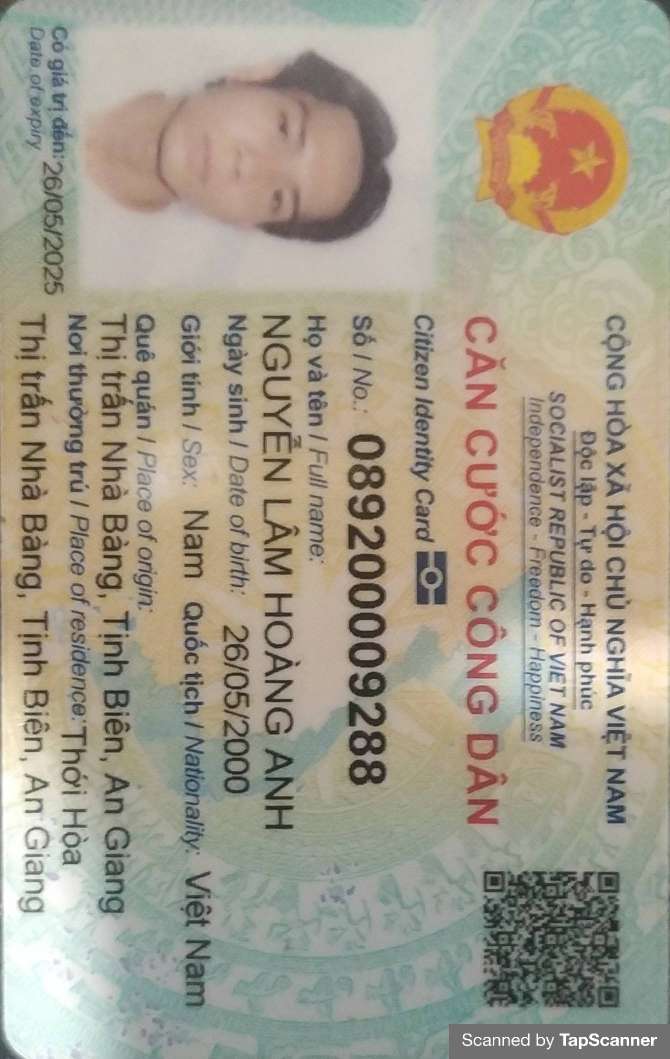 CỘNG HÒA XÃ HỘI CHỦ NGHĨA VIỆT NAM
Độc lập - Tự do - Hạnh phúc
SOCIALIST REPUBLIC OF VIET NAM
Independence - Freedom - Happiness
CĂN CƯỚC CÔNG DÂN
Citizen Identity Card
Số / No.: 089200009288
Họ và tên / Full name:
NGUYỄN LÂM HOÀNG ANH
Ngày sinh / Date of birth: 26/05/2000
Giới tính / Sex: Nam Quốc tịch / Nationality: Việt Nam
Quê quán / Place of origin:
Thị trấn Nhà Bàng, Tịnh Biên, An Giang
Nơi thường trú / Place of residence: Thới Hòa
Thị trấn Nhà Bàng, Tịnh Biên, An Giang
Có giá trị đến: 26/05/2025
Date of expiry
Scanned by TapScanner